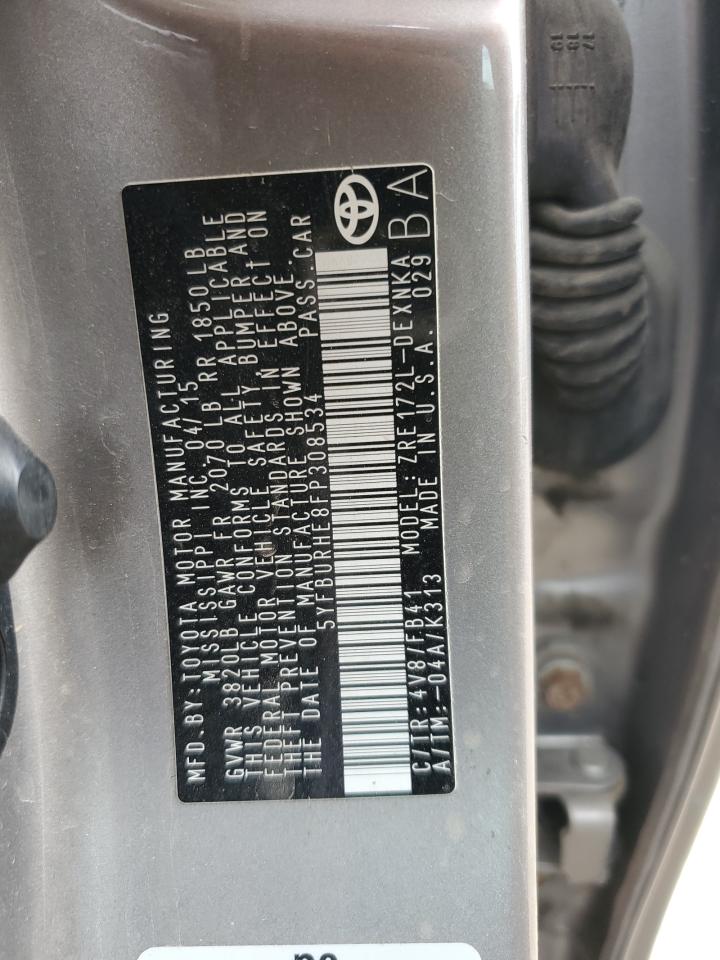 MFD.BY:TOYOTA MOTOR MANUFACTURING
MISSISSIPPI INC. 04/15
GVWR 3820LB GAWR FR 2070 LB RR 1850LB
THIS VEHICLE CONFORMS TO ALL APPLICABLE
FEDERAL MOTOR VEHICLE SAFETY BUMPER AND
THEFT PREVENTION STANDARDS IN EFFECT ON
THE DATE OF MANUFACTURE SHOWN ABOVE.
5YFBURHE8FP308534 PASS.CAR
C/TR:4V8/FB41 MODEL:ZRE172L-DEXNKA
A/TM:-04A/K313 MADE IN U.S.A. 029
BA